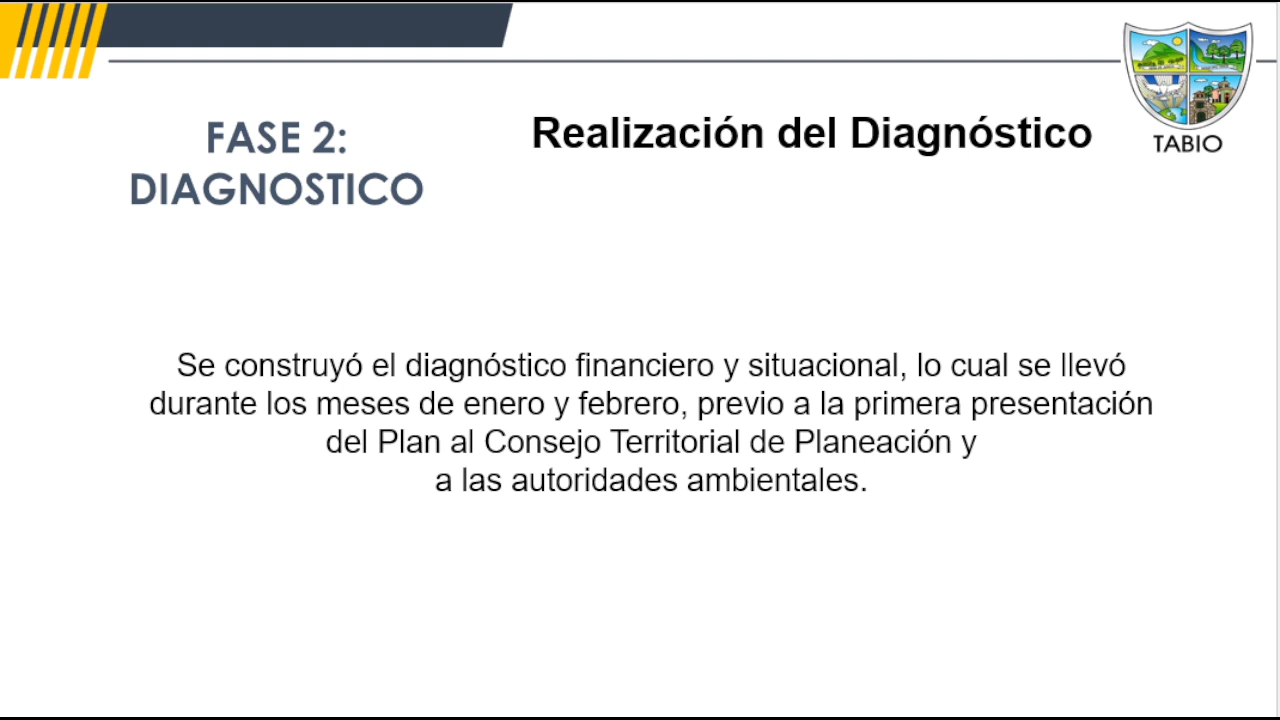 FASE 2:
DIAGNOSTICO
Realización del Diagnóstico
TABIO
Se construyó el diagnóstico financiero y situacional, lo cual se llevó
durante los meses de enero y febrero, previo a la primera presentación
del Plan al Consejo Territorial de Planeación y
a las autoridades ambientales.